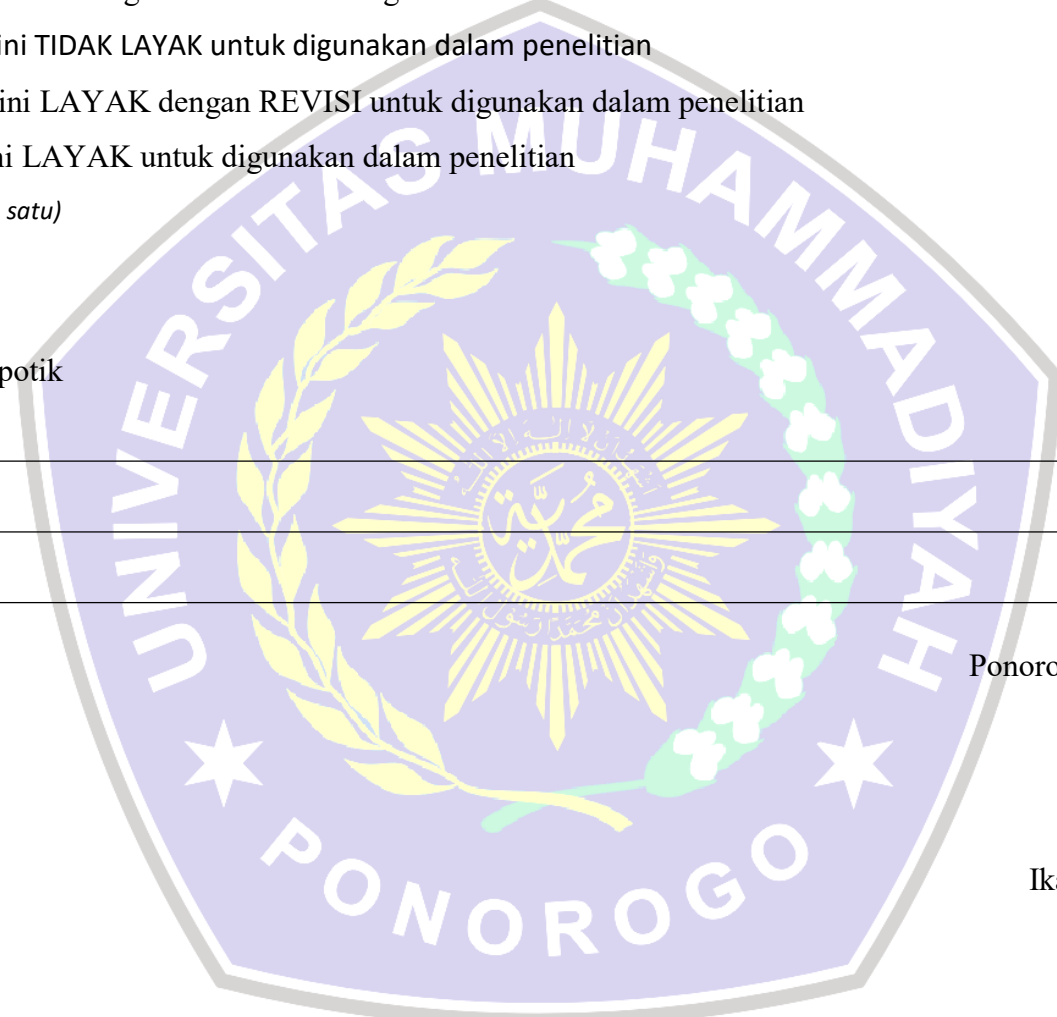 ini TIDAK LAYAK untuk digunakan dalam penelitian
ini LAYAK dengan REVISI untuk digunakan dalam penelitian
ni LAYAK untuk digunakan dalam penelitian
satu)
UNIVERSITAS MUHAMMADIYAH
potik
محمدية
Ponoro
PONOROGO
Ika